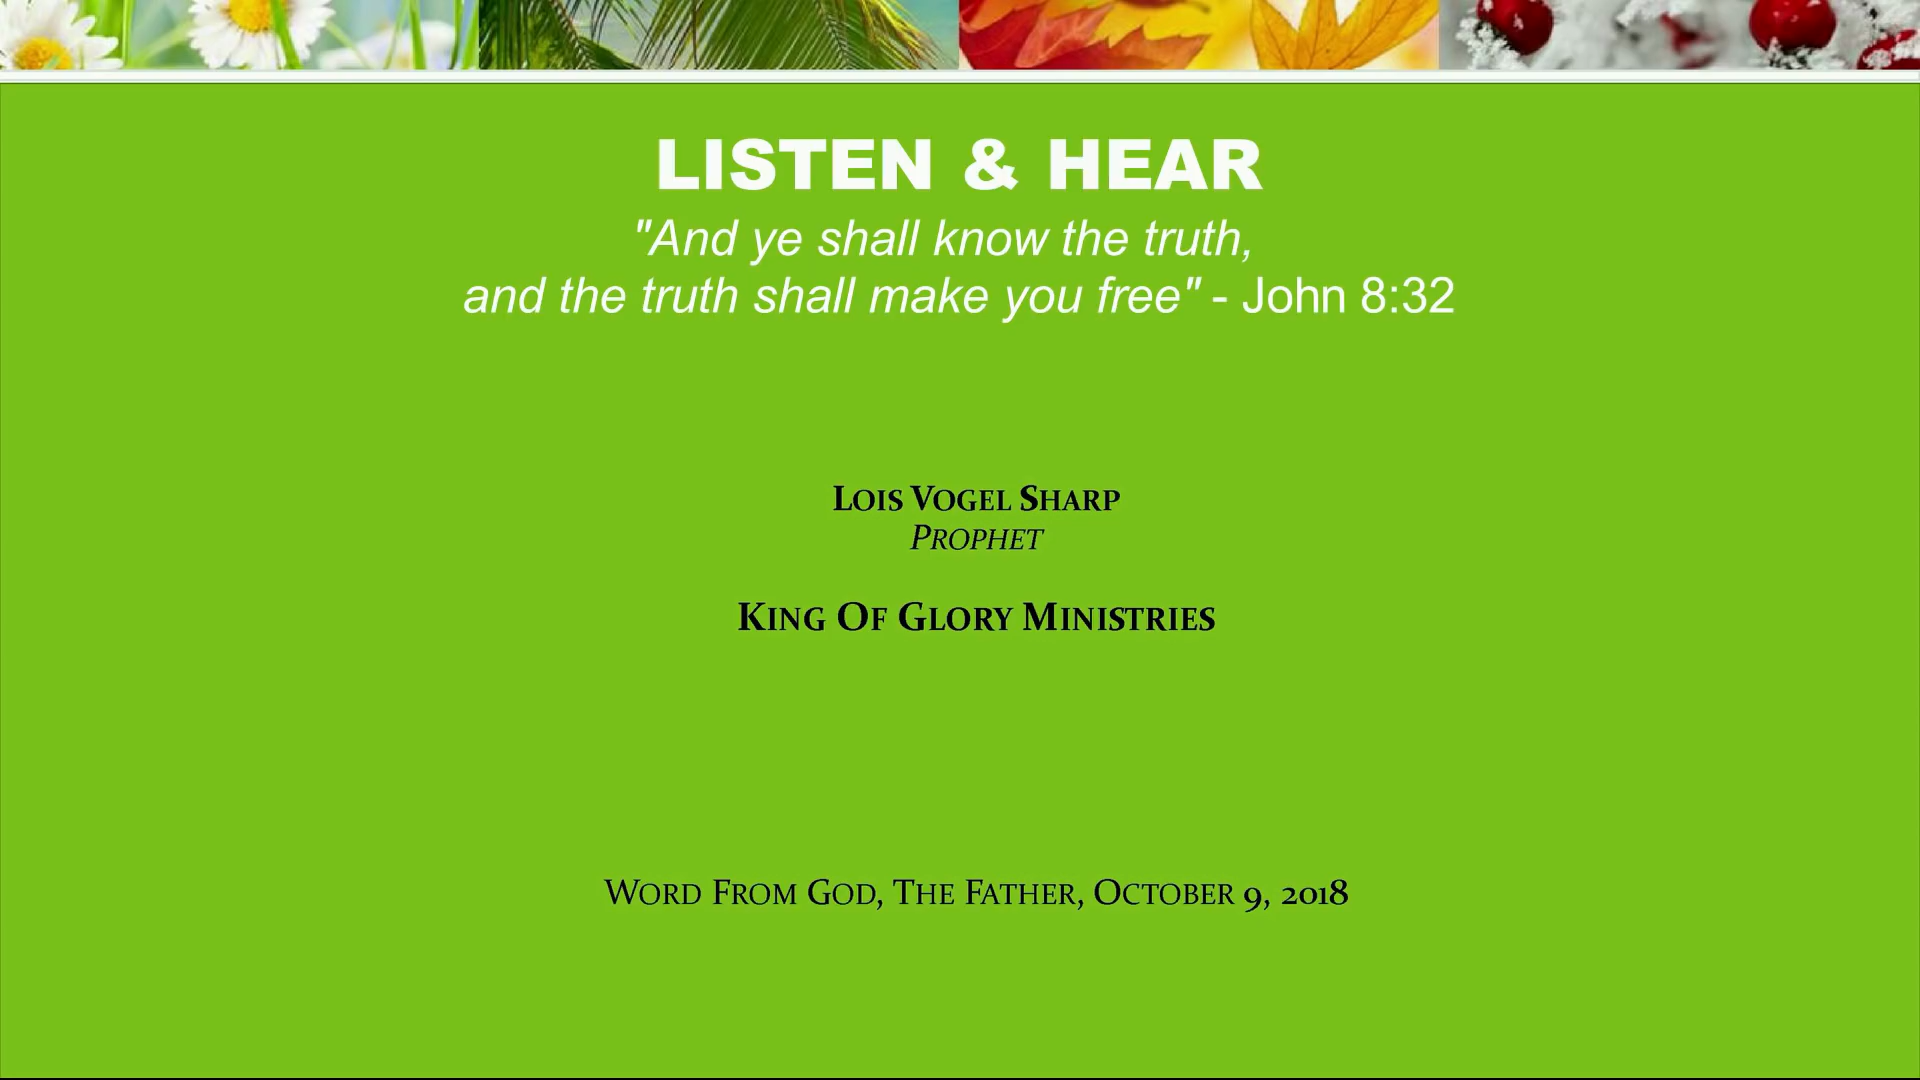 LISTEN & HEAR
"And ye shall know the truth,
and the truth shall make you free" - John 8:32
LOIS VOGEL SHARP
PROPHET
KING OF GLORY MINISTRIES
WORD FROM GOD, THE FATHER, OCTOBER 9, 2018